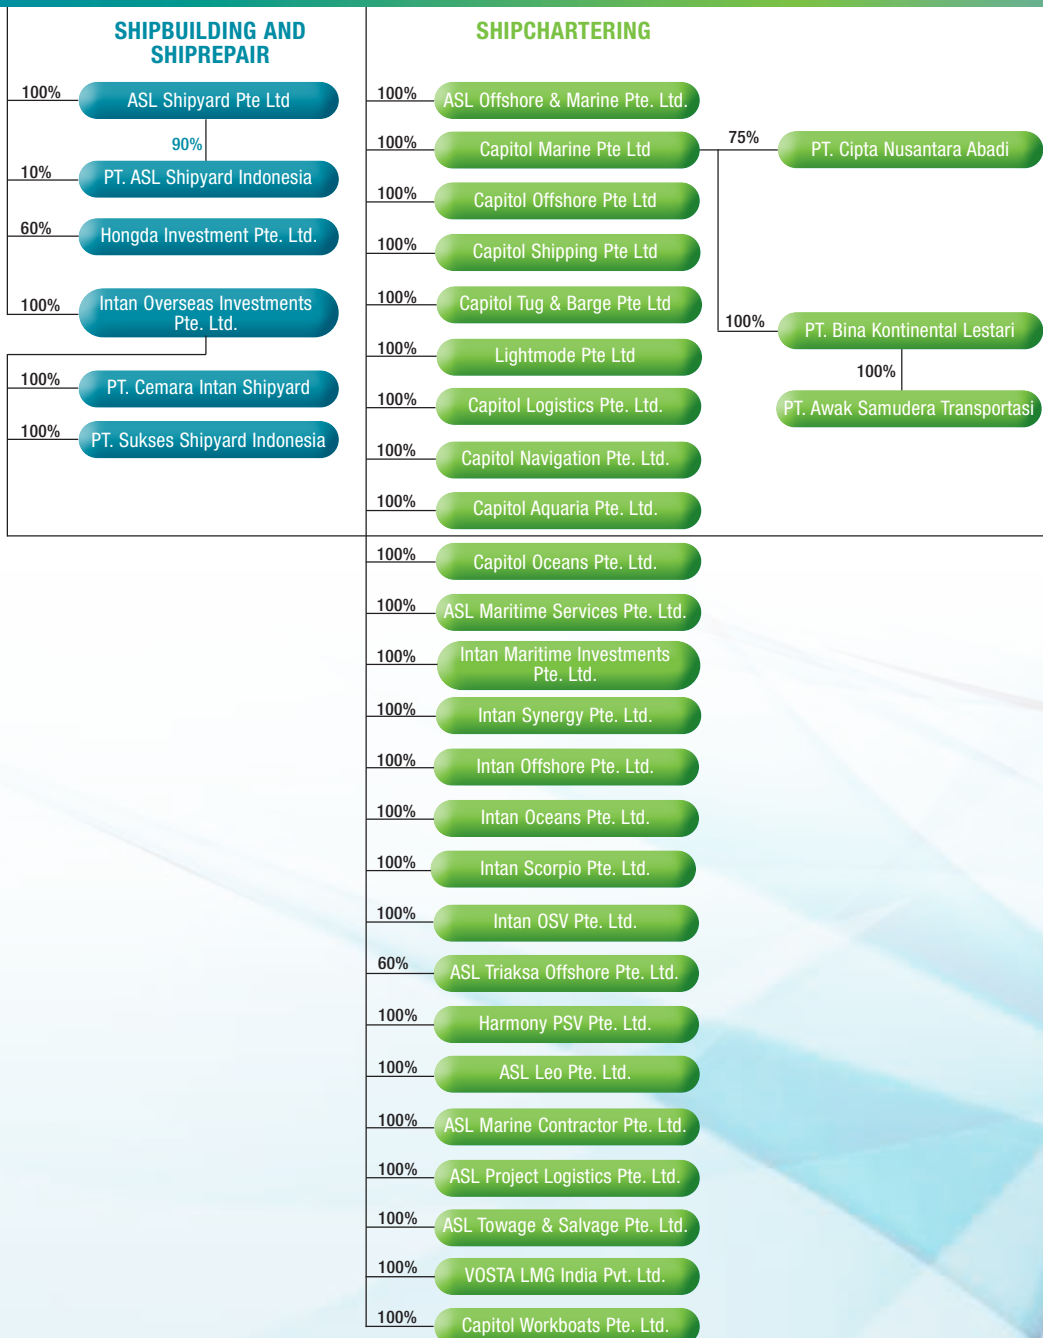 SHIPBUILDING AND
SHIPREPAIR
100%
ASL Shipyard Pte Ltd
90%
10%
PT. ASL Shipyard Indonesia
60%
Hongda Investment Pte. Ltd.
100%
Intan Overseas Investments
Pte. Ltd.
100%
PT. Cemara Intan Shipyard
100%
PT. Sukses Shipyard Indonesia
SHIPCHARTERING
100%
ASL Offshore & Marine Pte. Ltd.
100%
Capitol Marine Pte Ltd
75%
PT. Cipta Nusantara Abadi
100%
PT. Bina Kontinental Lestari
100%
PT. Awak Samudera Transportasi
100%
Capitol Offshore Pte Ltd
100%
Capitol Shipping Pte Ltd
100%
Capitol Tug & Barge Pte Ltd
100%
Lightmode Pte Ltd
100%
Capitol Logistics Pte. Ltd.
100%
Capitol Navigation Pte. Ltd.
100%
Capitol Aquaria Pte. Ltd.
100%
Capitol Oceans Pte. Ltd.
100%
ASL Maritime Services Pte. Ltd.
100%
Intan Maritime Investments
Pte. Ltd.
100%
Intan Synergy Pte. Ltd.
100%
Intan Offshore Pte. Ltd.
100%
Intan Oceans Pte. Ltd.
100%
Intan Scorpio Pte. Ltd.
100%
Intan OSV Pte. Ltd.
60%
ASL Triaksa Offshore Pte. Ltd.
100%
Harmony PSV Pte. Ltd.
100%
ASL Leo Pte. Ltd.
100%
ASL Marine Contractor Pte. Ltd.
100%
ASL Project Logistics Pte. Ltd.
100%
ASL Towage & Salvage Pte. Ltd.
100%
VOSTA LMG India Pvt. Ltd.
100%
Capitol Workboats Pte. Ltd.